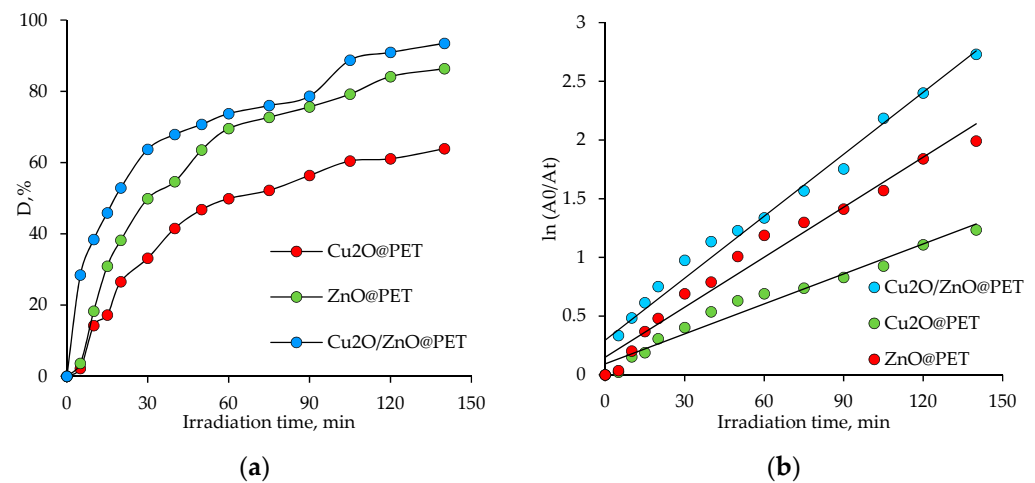 100
80
60
40
20
0
D,%
0 30 60 90 120 150
Irradiation time, min
Cu2O@PET
ZnO@PET
Cu2O/ZnO@PET
(a)
3
2.5
2
1.5
1
0.5
0
ln (A0/At)
0 30 60 90 120 150
Irradiation time, min
Cu2O/ZnO@PET
Cu2O@PET
ZnO@PET
(b)